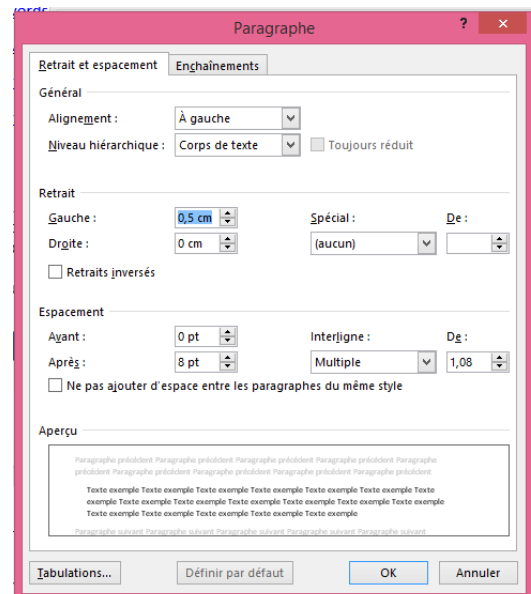 words
Paragraphe ? ×
Retrait et espacement Enchaînements
Général
Alignement : À gauche
Niveau hiérarchique : Corps de texte Toujours réduit
Retrait
Gauche : 0,5 cm Spécial : De :
Droite : 0 cm (aucun)
Retraits inversés
Espacement
Avant : 0 pt Interligne : De :
Après : 8 pt Multiple 1,08
Ne pas ajouter d'espace entre les paragraphes du même style
Aperçu
Paragraphe précédent Paragraphe précédent Paragraphe précédent Paragraphe précédent Paragraphe
précédent Paragraphe précédent Paragraphe précédent Paragraphe précédent Paragraphe précédent
Texte exemple Texte exemple Texte exemple Texte exemple Texte exemple Texte exemple Texte
exemple Texte exemple Texte exemple Texte exemple Texte exemple Texte exemple Texte exemple
Texte exemple Texte exemple Texte exemple Texte exemple Texte exemple
Paragraphe suivant Paragraphe suivant Paragraphe suivant Paragraphe suivant Paragraphe suivant
Tabulations... Définir par défaut OK Annuler